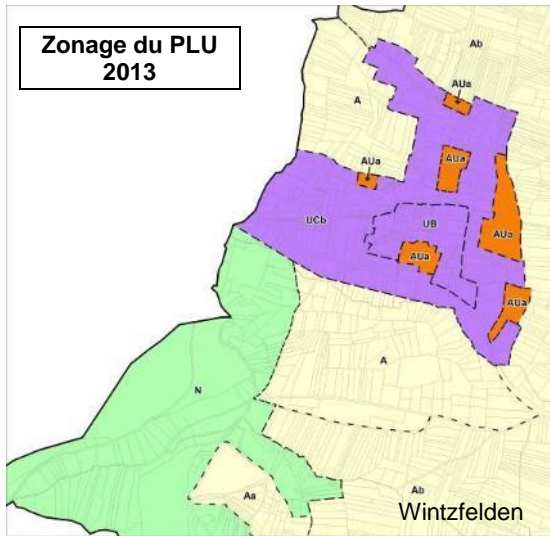 Zonage du PLU
2013
Ab
AUa
A
AUa
AUa
UCb
UB
AUa
AUa
AUa
A
N
Aa
Ab
Wintzfelden